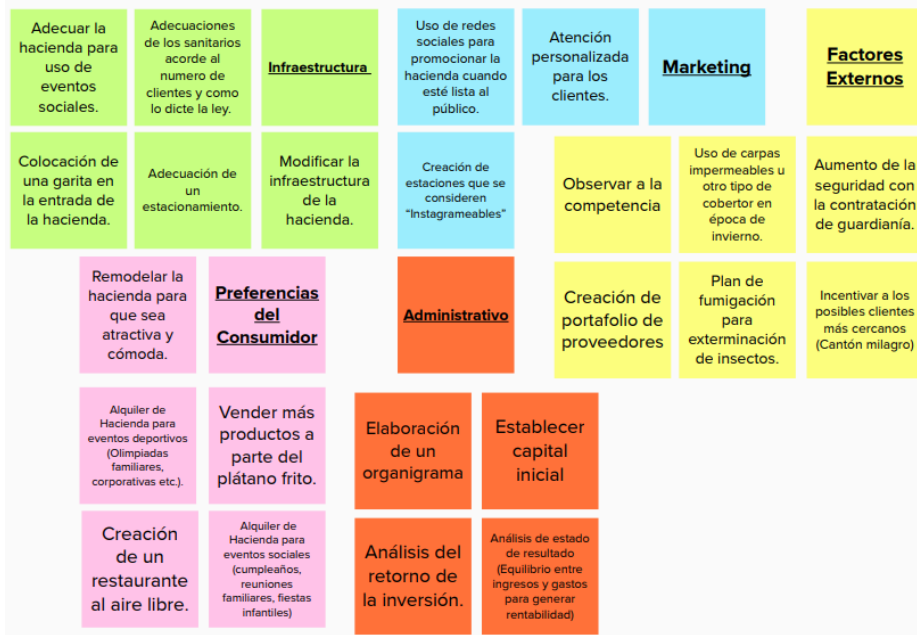 Adecuar la
hacienda para
uso de
eventos
sociales.
Adecuaciones
de los sanitarios
acorde al
numero de
clientes y como
lo dicte la ley.
Infraestructura
Uso de redes
sociales para
promocionar la
hacienda cuando
esté lista al
público.
Atención
personalizada
para los
clientes.
Marketing
Factores
Externos
Colocación de
una garita en
la entrada de
la hacienda.
Adecuación de
un
estacionamiento.
Modificar la
infraestructura
de la
hacienda.
Creación de
estaciones que se
consideren
“Instagrameables”
Observar a la
competencia
Uso de carpas
impermeables u
otro tipo de
cobertor en
época de
invierno.
Aumento de la
seguridad con
la contratación
de guardianía.
Remodelar la
hacienda para
que sea
atractiva y
cómoda.
Preferencias
del
Consumidor
Administrativo
Creación de
portafolio de
proveedores
Plan de
fumigación
para
exterminación
de insectos.
Incentivar a los
posibles clientes
más cercanos
(Cantón milagro)
Alquiler de
Hacienda para
eventos deportivos
(Olimpiadas
familiares,
corporativas etc.).
Vender más
productos a
parte del
plátano frito.
Elaboración
de un
organigrama
Establecer
capital
inicial
Creación
de un
restaurante
al aire libre.
Alquiler de
Hacienda para
eventos sociales
(cumpleaños,
reuniones
familiares, fiestas
infantiles)
Análisis del
retorno de
la inversión.
Análisis de estado
de resultado
(Equilibrio entre
ingresos y gastos
para generar
rentabilidad)